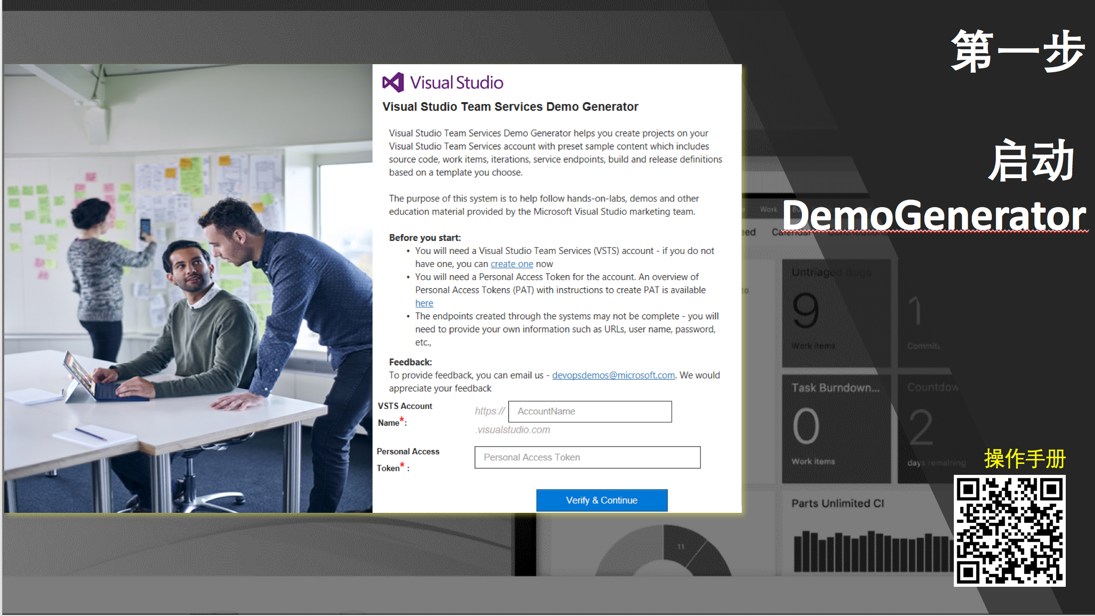 第一步
启动
DemoGenerator
Visual Studio
Visual Studio Team Services Demo Generator
Visual Studio Team Services Demo Generator helps you create projects on your
Visual Studio Team Services account with preset sample content which includes
source code, work items, iterations, service endpoints, build and release definitions
based on a template you choose.
The purpose of this system is to help follow hands-on-labs, demos and other
education material provided by the Microsoft Visual Studio marketing team.
Before you start:
• You will need a Visual Studio Team Services (VSTS) account - if you do not
have one, you can create one now
• You will need a Personal Access Token for the account. An overview of
Personal Access Tokens (PAT) with instructions to create PAT is available
here
• The endpoints created through the systems may not be complete - you will
need to provide your own information such as URLs, user name, password,
etc.,
Feedback:
To provide feedback, you can email us - devopsdemos@microsoft.com. We would
appreciate your feedback
VSTS Account
Name*:
https:// AccountName
.visualstudio.com
Personal Access
Token* :
Personal Access Token
Verify & Continue
Work
Untriaged Bugs
9
Work items
1
Commits
Task Burndown...
0
Work items
Countdow
2
days remaining
Parts Unlimited CI
11
操作手册